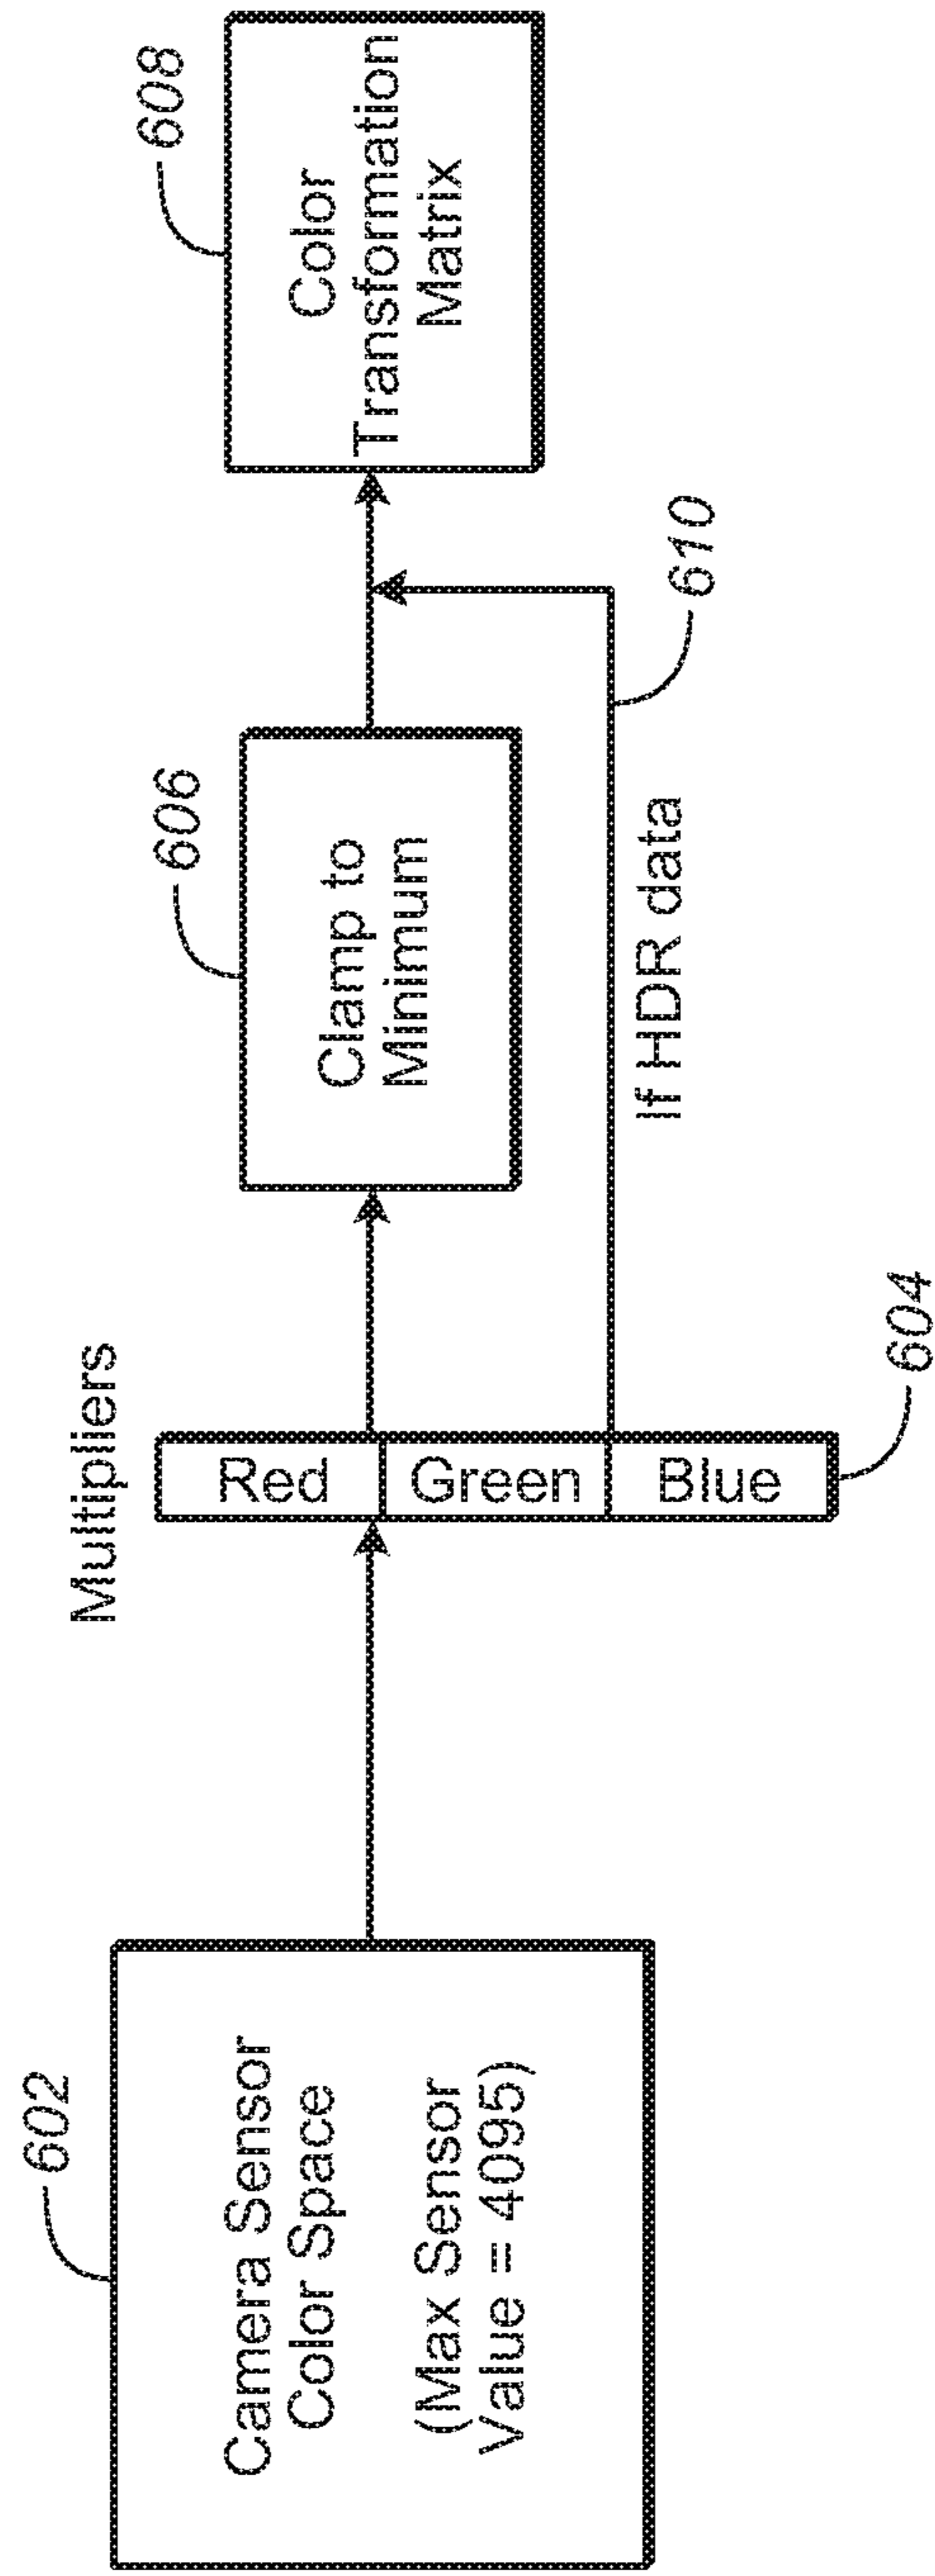 602
Camera Sensor
Color Space
(Max Sensor
Value = 4095)
Multipliers
Red
Green
Blue
604
606
Clamp to
Minimum
If HDR data
610
608
Color
Transformation
Matrix